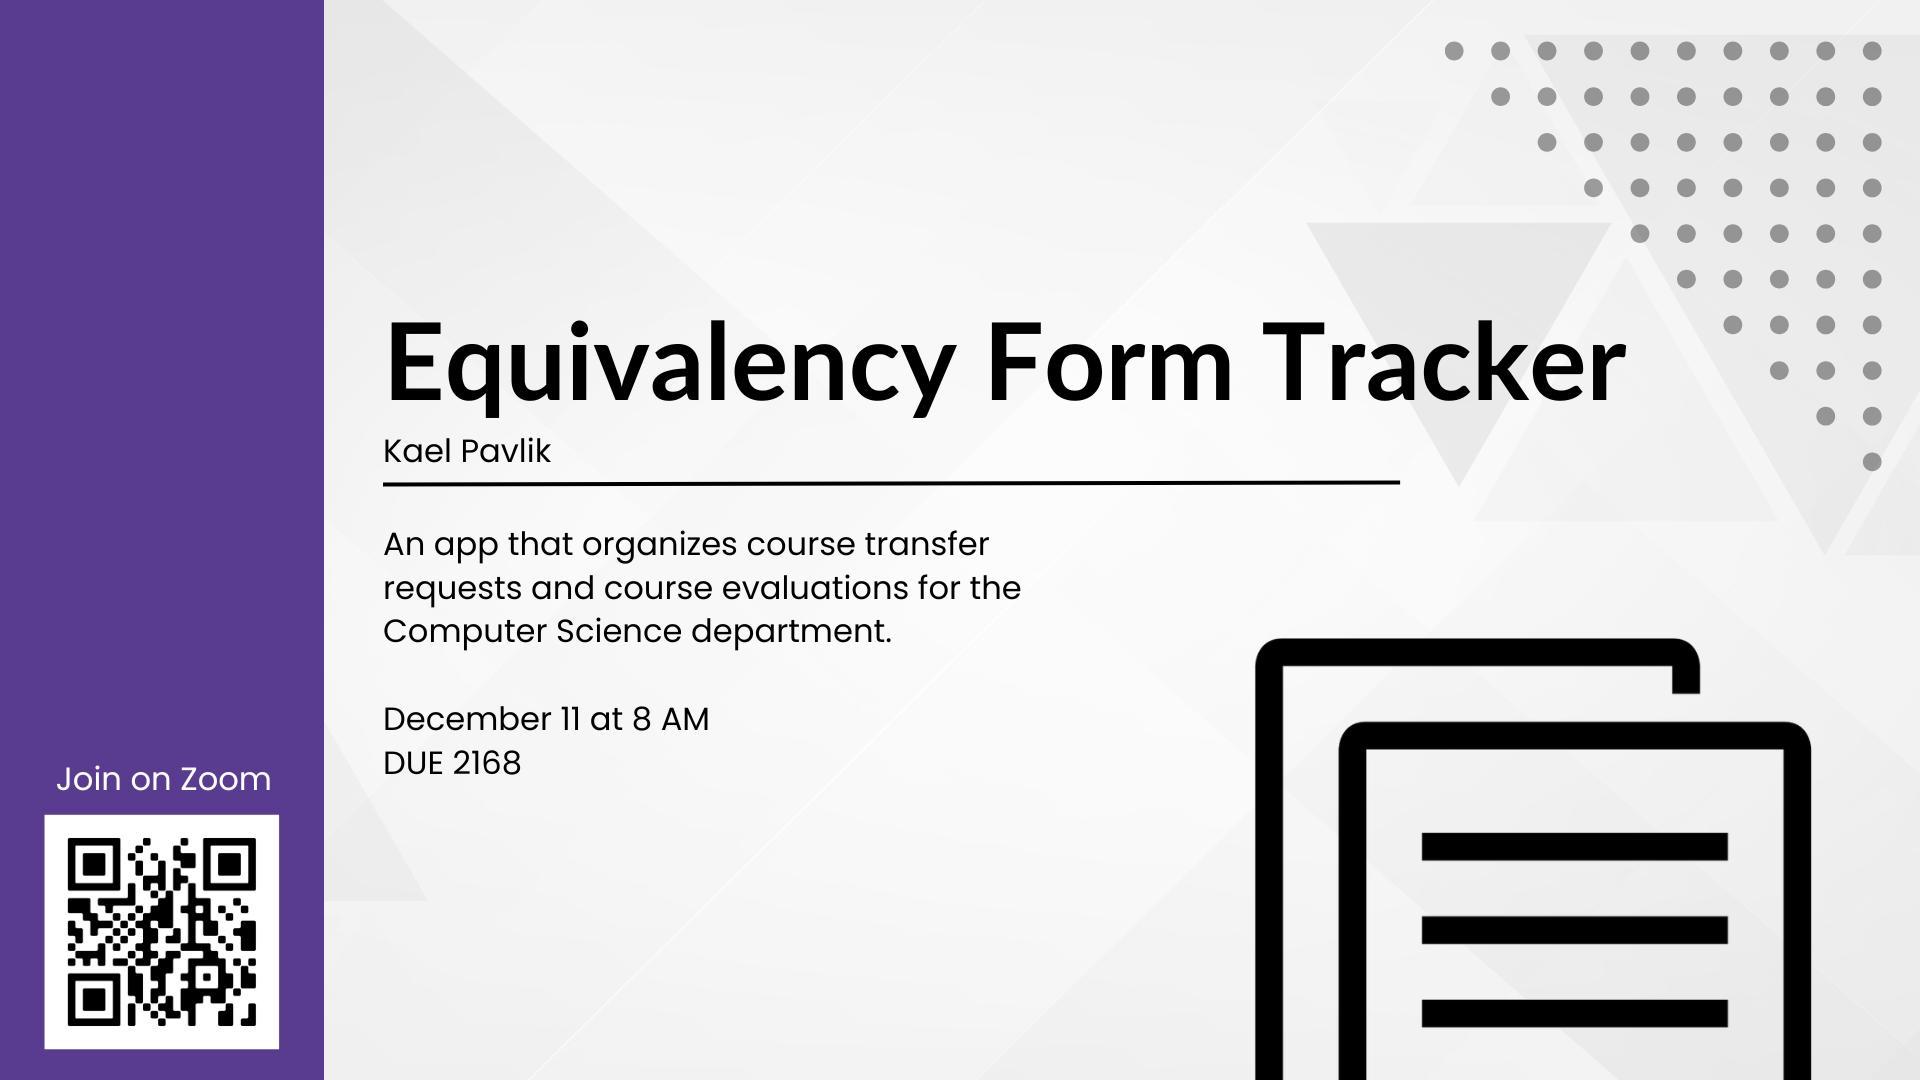 Equivalency Form Tracker
Kael Pavlik
An app that organizes course transfer
requests and course evaluations for the
Computer Science department.
December 11 at 8 AM
DUE 2168
Join on Zoom